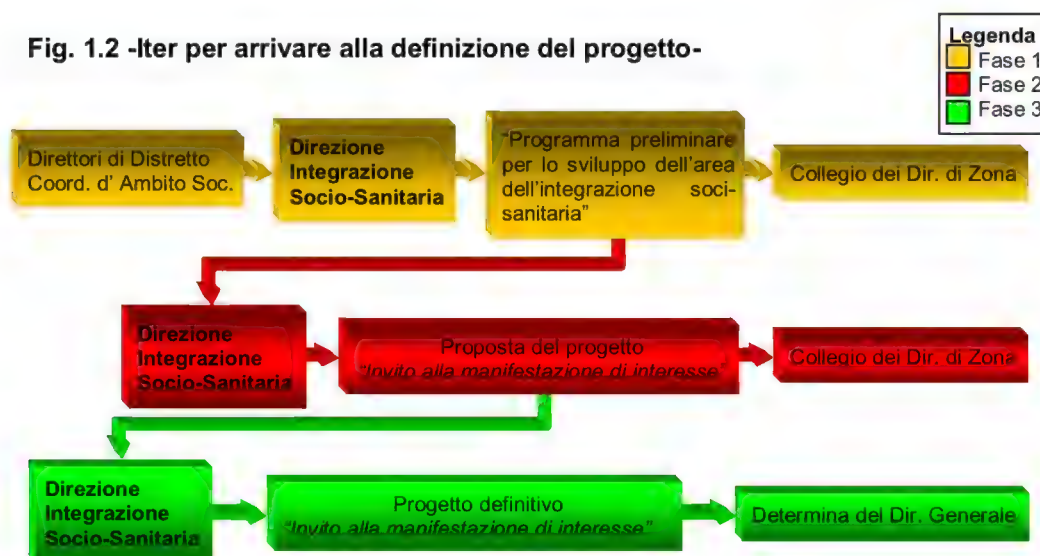 Fig. 1.2 -Iter per arrivare alla definizione del progetto-
Legenda
Fase 1
Fase 2
Fase 3
Direttori di Distretto
Coord. d' Ambito Soc.
Direzione
Integrazione
Socio-Sanitaria
"Programma preliminare
per lo sviluppo dell'area
dell'integrazione soci-
sanitaria"
Collegio dei Dir. di Zona
Direzione
Integrazione
Socio-Sanitaria
Proposta del progetto
"Invito alla manifestazione di interesse"
Collegio dei Dir. di Zona
Direzione
Integrazione
Socio-Sanitaria
Progetto definitivo
"Invito alla manifestazione di interesse"
Determina del Dir. Generale